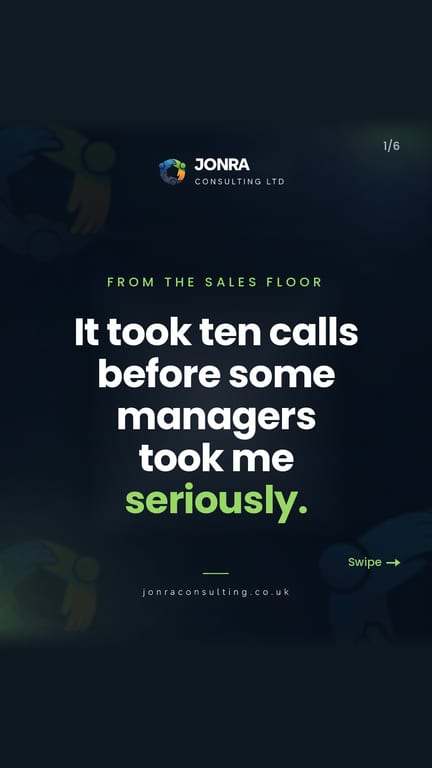 1/6
JONRA
CONSULTING LTD
FROM THE SALES FLOOR
It took ten calls
before some
managers
took me
seriously.
Swipe →
jonraconsulting.co.uk